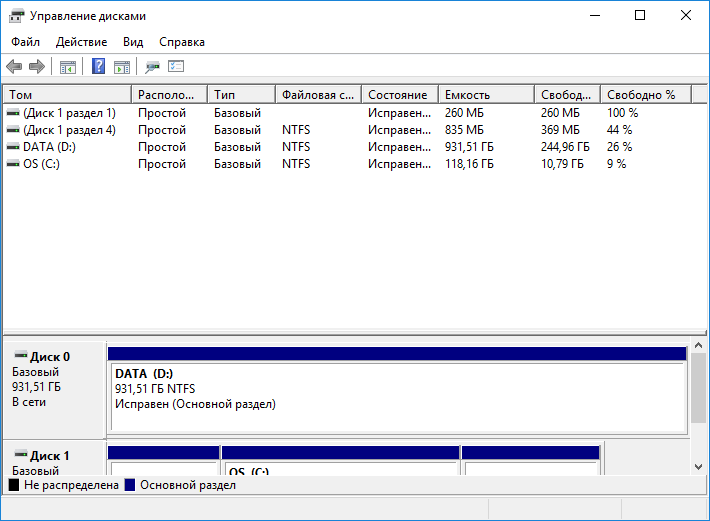 Управление дисками
Файл Действие Вид Справка
Том Располо... Тип Файловая с... Состояние Емкость Свобод... Свободно %
(Диск 1 раздел 1) Простой Базовый Исправен... 260 МБ 260 МБ 100 %
(Диск 1 раздел 4) Простой Базовый NTFS Исправен... 835 МБ 369 МБ 44 %
DATA (D:) Простой Базовый NTFS Исправен... 931,51 ГБ 244,96 ГБ 26 %
OS (C:) Простой Базовый NTFS Исправен... 118,16 ГБ 10,79 ГБ 9 %
Диск 0
Базовый
931,51 ГБ
В сети
DATA (D:)
931,51 ГБ NTFS
Исправен (Основной раздел)
Диск 1
Базовый
OS (C:)
Не распределена Основной раздел